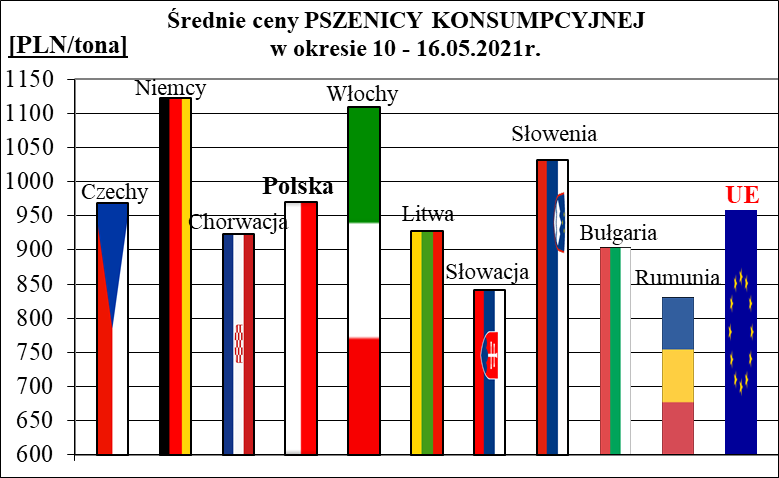 Średnie ceny PSZENICY KONSUMPCYJNEJ
w okresie 10 - 16.05.2021r.
[PLN/tona]
1150
1100
1050
1000
950
900
850
800
750
700
650
600
Czechy
Niemcy
Chorwacja
Polska
Włochy
Litwa
Słowacja
Słowenia
Bułgaria
Rumunia
UE